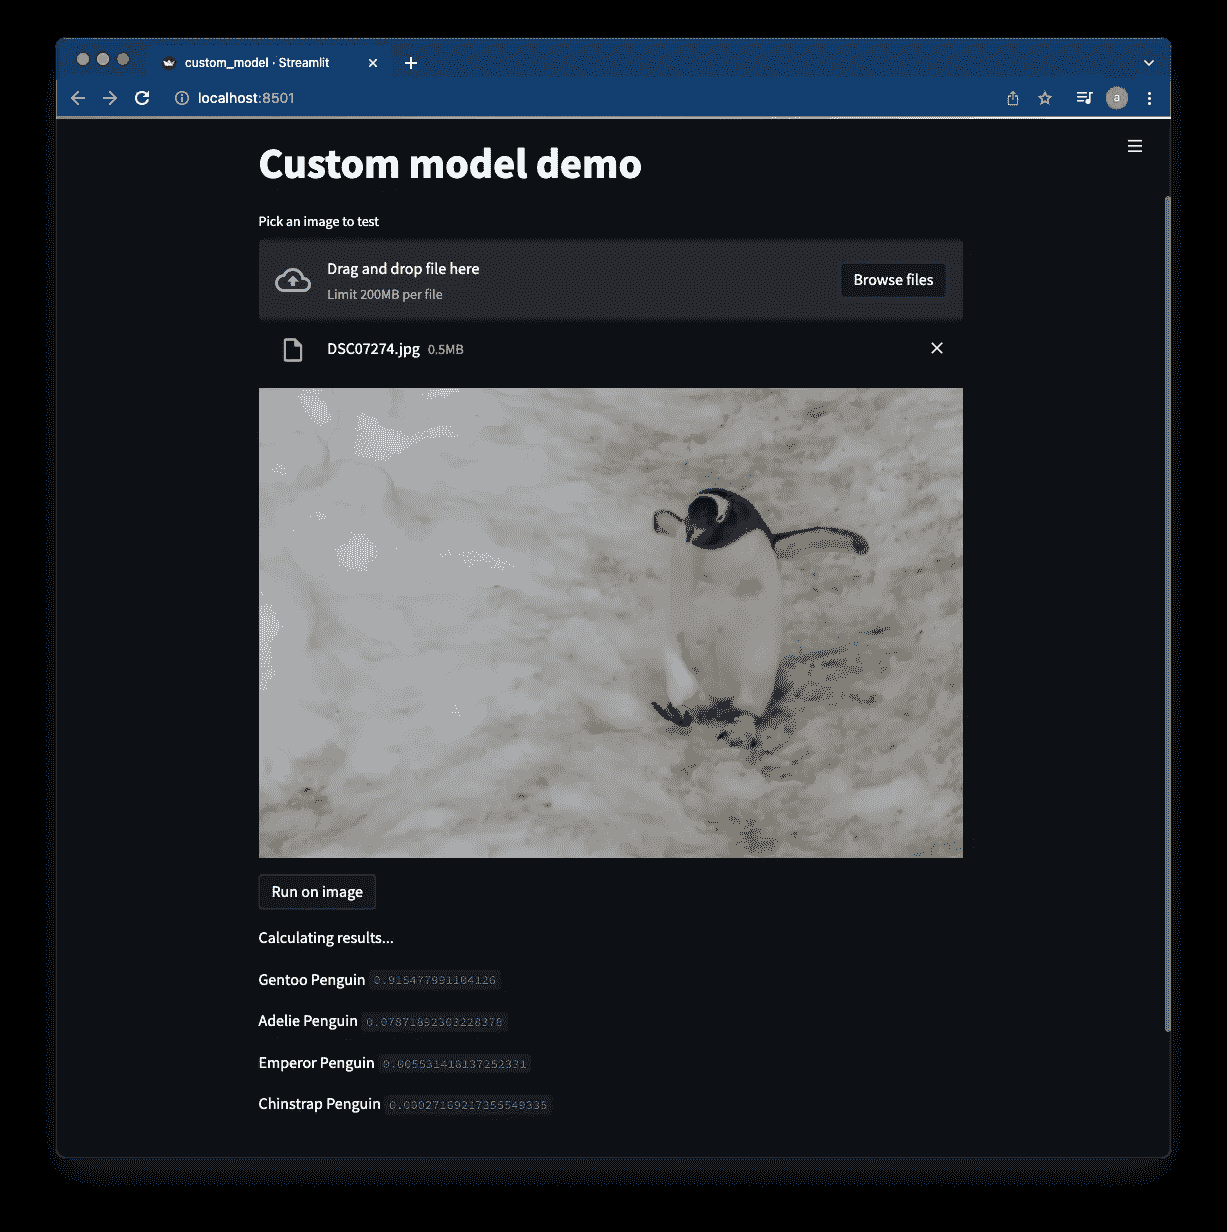 custom_model · Streamlit
localhost:8501
a
Custom model demo
Pick an image to test
Drag and drop file here
Limit 200MB per file
Browse files
DSC07274.jpg 0.5MB
Run on image
Calculating results...
Gentoo Penguin 0.915477991104126
Adelie Penguin 0.07871892303228378
Emperor Penguin 0.005531418137252331
Chinstrap Penguin 0.00027169217355549335